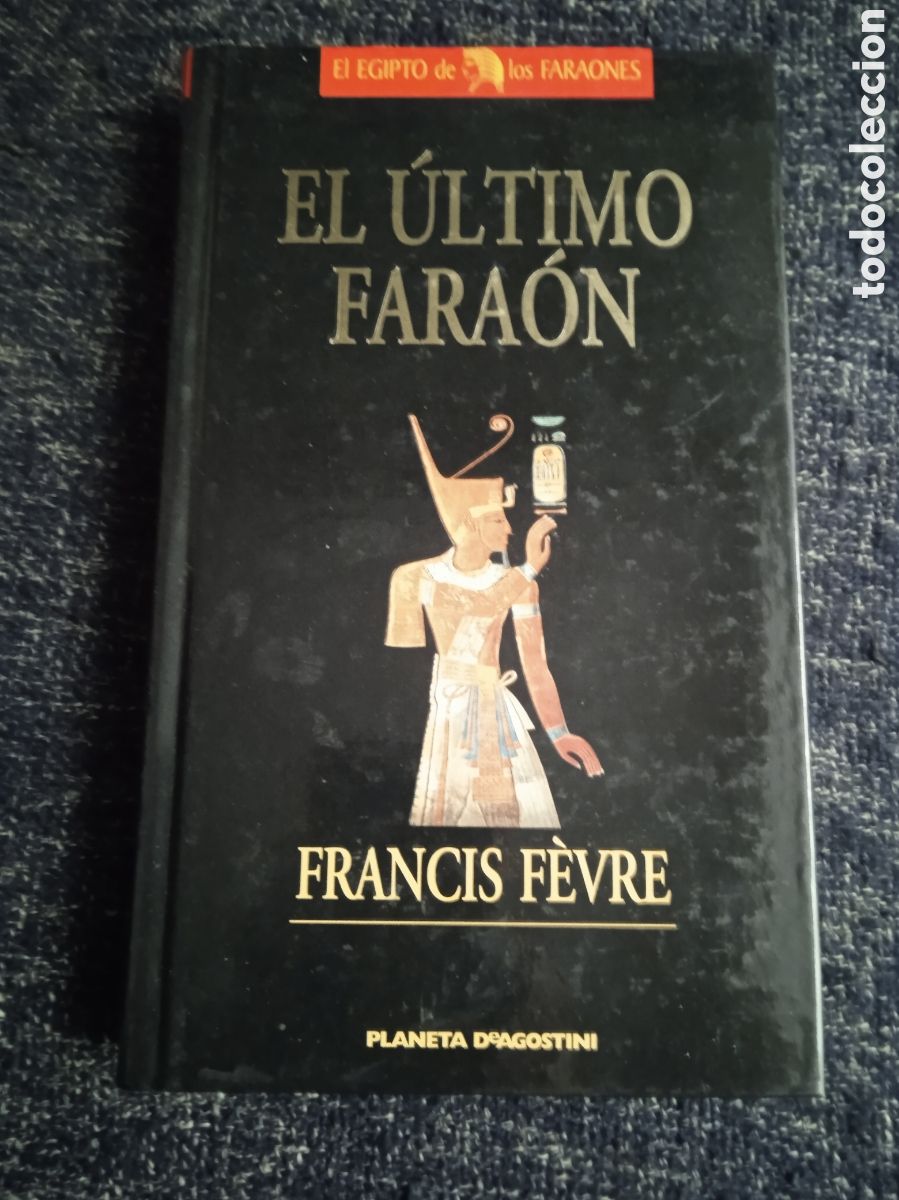 El EGIPTO de los FARAONES
EL ÚLTIMO
FARAÓN
FRANCIS FÈVRE
PLANETA DeAGOSTINI
todocoleccion